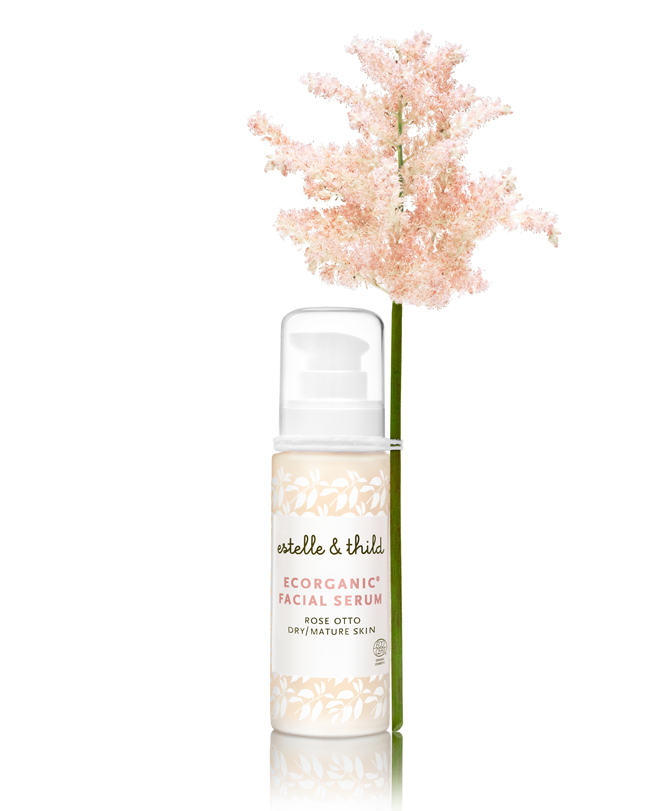 estelle & thild
ECORGANIC®
FACIAL SERUM
ROSE OTTO
DRY/MATURE SKIN